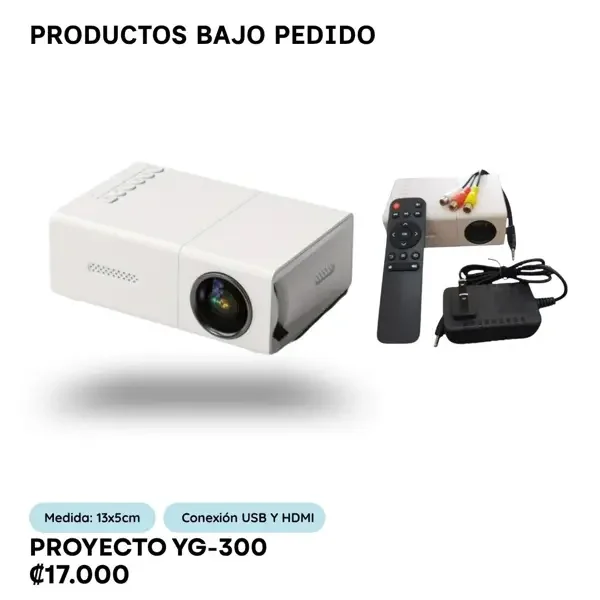 PRODUCTOS BAJO PEDIDO
Medida: 13x5cm
Conexión USB Y HDMI
PROYECTO YG-300
₡17.000